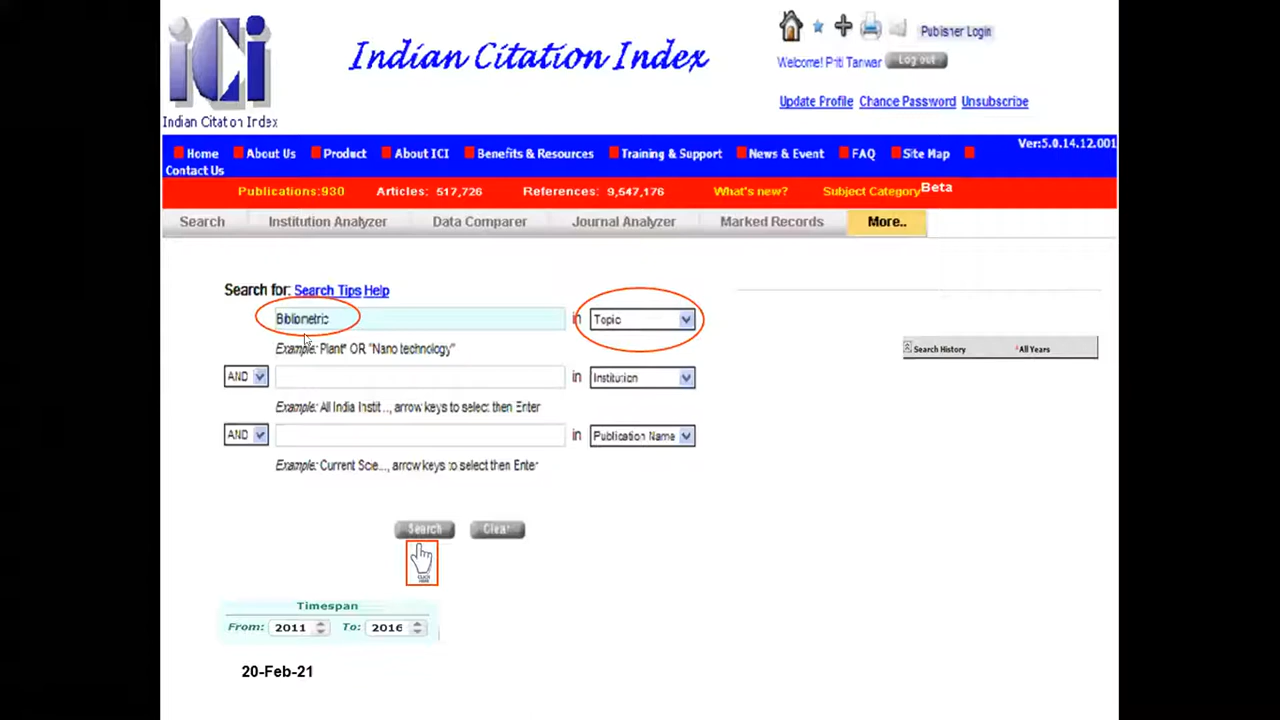 iCi
Indian Citation Index
Indian Citation Index
Publisher Login
Welcome! Priti Tanwar Log out
Update Profile Change Password Unsubscribe
Ver:5.0.14.12.001
Home About Us Product About ICI Benefits & Resources Training & Support News & Event FAQ Site Map
Contact Us
Publications:930 Articles: 517,726 References: 9,547,176 What's new? Subject Category Beta
Search Institution Analyzer Data Comparer Journal Analyzer Marked Records More..
Search for: Search Tips Help
Bibliometric in Topic
Example: Plant* OR "Nano technology"
Search History *All Years
AND in Institution
Example: All India Instit..., arrow keys to select then Enter
AND in Publication Name
Example: Current Scie..., arrow keys to select then Enter
Search Clear
CLICK HERE
Timespan
From: 2011 To: 2016
20-Feb-21